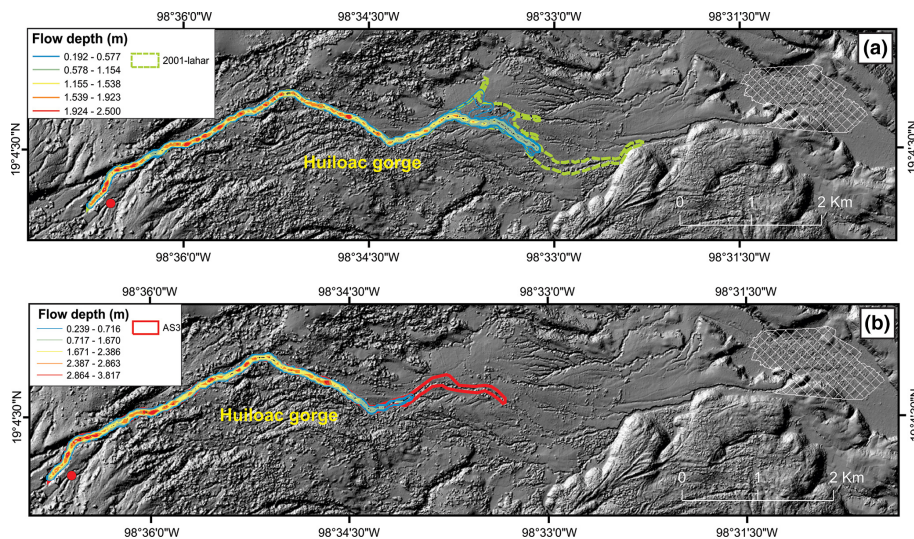 98°36'0"W 98°34'30"W 98°33'0"W 98°31'30"W
Flow depth (m)
0.192 - 0.577
0.578 - 1.154
1.155 - 1.538
1.539 - 1.923
1.924 - 2.500
2001-lahar
(a)
19°4'30"N
Huiloac gorge
19°4'30"N
0 1 2 Km
98°36'0"W 98°34'30"W 98°33'0"W 98°31'30"W
98°36'0"W 98°34'30"W 98°33'0"W 98°31'30"W
Flow depth (m)
0.239 - 0.716
0.717 - 1.670
1.671 - 2.386
2.387 - 2.863
2.864 - 3.817
AS3
(b)
19°4'30"N
Huiloac gorge
0 1 2 Km
98°36'0"W 98°34'30"W 98°33'0"W 98°31'30"W